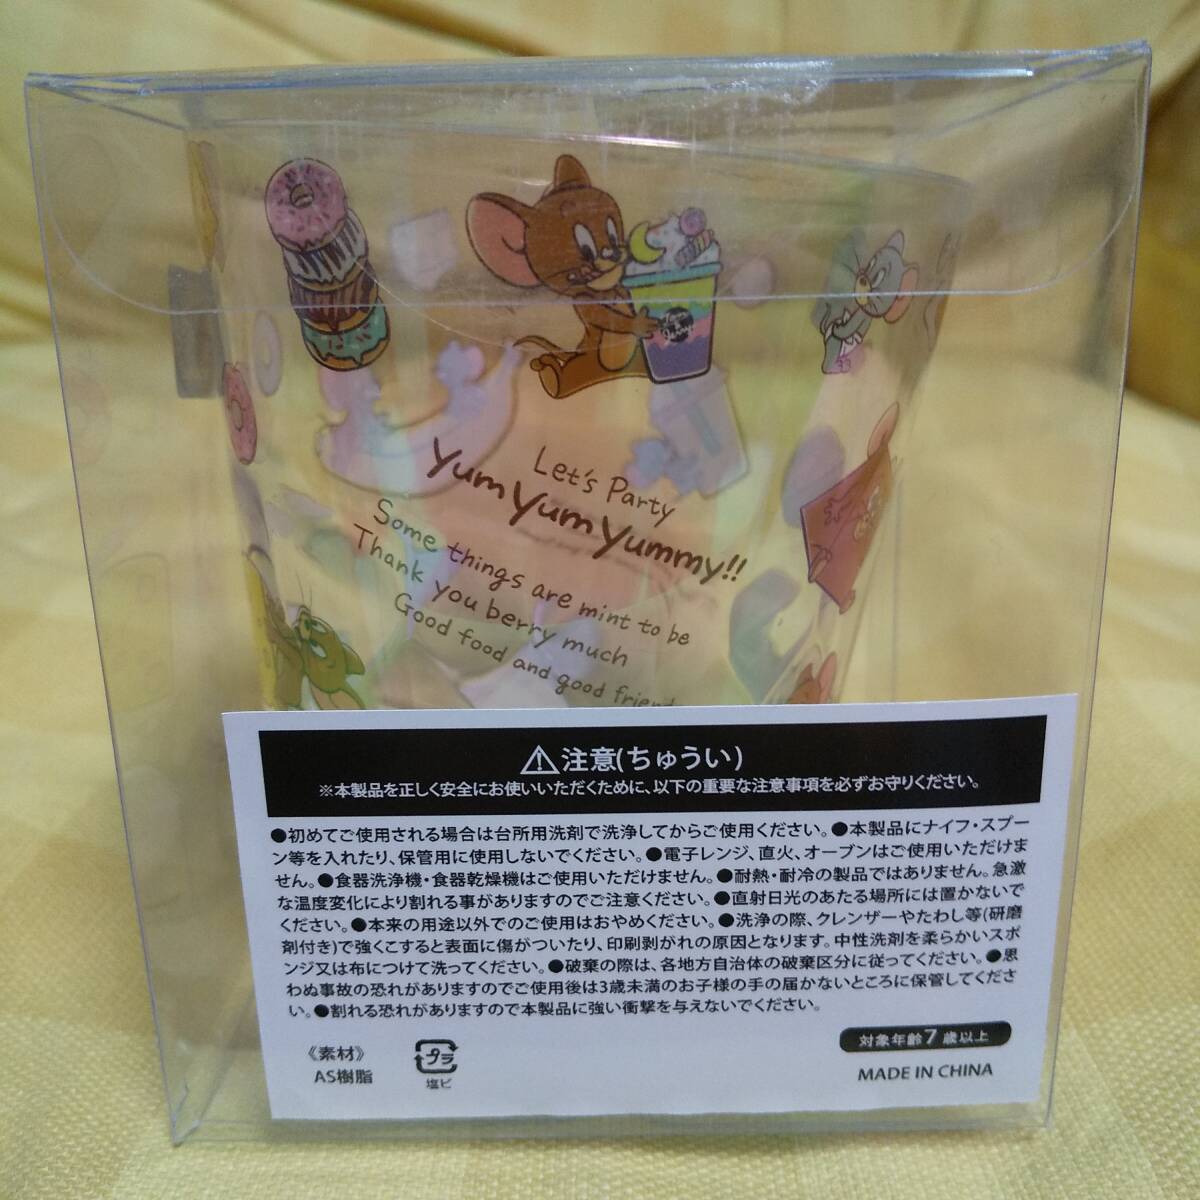 Let's Party
Yum Yum Yummy!!
Some things are mint to be
Thank you berry much
Good food and good friend
⚠注意(ちゅうい)
※本製品を正しく安全にお使いいただくために、以下の重要な注意事項を必ずお守りください。
●初めてご使用される場合は台所用洗剤で洗浄してからご使用ください。●本製品にナイフ・スプー
ン等を入れたり、保管用に使用しないでください。●電子レンジ、直火、オーブンはご使用いただけま
せん。●食器洗浄機・食器乾燥機はご使用いただけません。●耐熱・耐冷の製品ではありません。急激
な温度変化により割れる事がありますのでご注意ください。●直射日光のあたる場所には置かないで
ください。●本来の用途以外でのご使用はおやめください。●洗浄の際、クレンザーやたわし等(研磨
剤付き)で強くこすると表面に傷がついたり、印刷剥がれの原因となります。中性洗剤を柔らかいスポ
ンジ又は布につけて洗ってください。●破棄の際は、各地方自治体の破棄区分に従ってください。●思
わぬ事故の恐れがありますのでご使用後は3歳未満のお子様の手の届かないところに保管してくださ
い。●割れる恐れがありますので本製品に強い衝撃を与えないでください。
対象年齢7歳以上
《素材》
AS樹脂
プラ
塩ビ
MADE IN CHINA